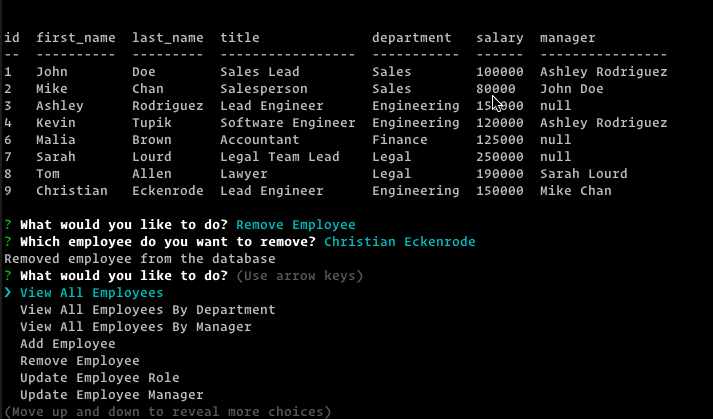 id  first_name  last_name  title              department   salary  manager
--  ----------  ---------  -----------------  -----------  ------  ----------------
1   John        Doe        Sales Lead         Sales        100000  Ashley Rodriguez
2   Mike        Chan       Salesperson        Sales        80000   John Doe
3   Ashley      Rodriguez  Lead Engineer      Engineering  150000  null
4   Kevin       Tupik      Software Engineer  Engineering  120000  Ashley Rodriguez
6   Malia       Brown      Accountant         Finance      125000  null
7   Sarah       Lourd      Legal Team Lead    Legal        250000  null
8   Tom         Allen      Lawyer             Legal        190000  Sarah Lourd
9   Christian   Eckenrode  Lead Engineer      Engineering  150000  Mike Chan
? What would you like to do? Remove Employee
? Which employee do you want to remove? Christian Eckenrode
Removed employee from the database
? What would you like to do? (Use arrow keys)
❯ View All Employees
  View All Employees By Department
  View All Employees By Manager
  Add Employee
  Remove Employee
  Update Employee Role
  Update Employee Manager
(Move up and down to reveal more choices)